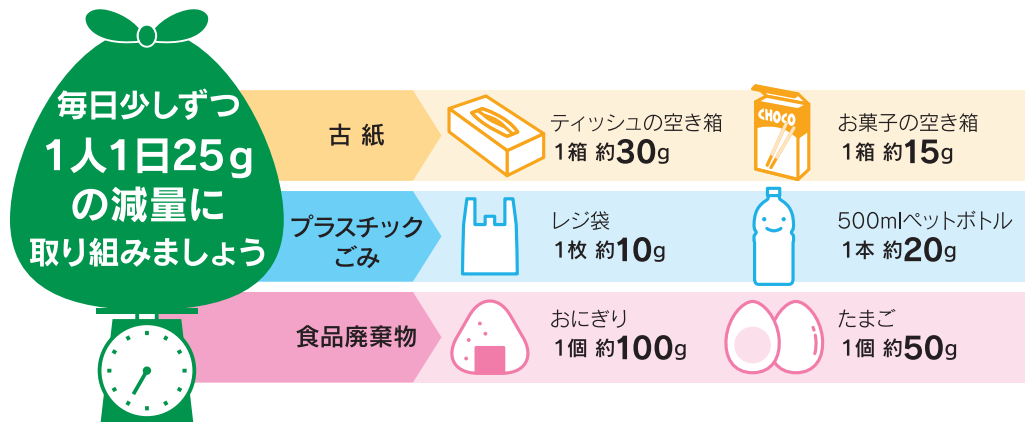 毎日少しずつ
1人1日25g
の減量に
取り組みましょう
古紙
ティッシュの空き箱
1箱 約30g
CHOCO
お菓子の空き箱
1箱 約15g
プラスチック
ごみ
レジ袋
1枚 約10g
500mlペットボトル
1本 約20g
食品廃棄物
おにぎり
1個 約100g
たまご
1個 約50g